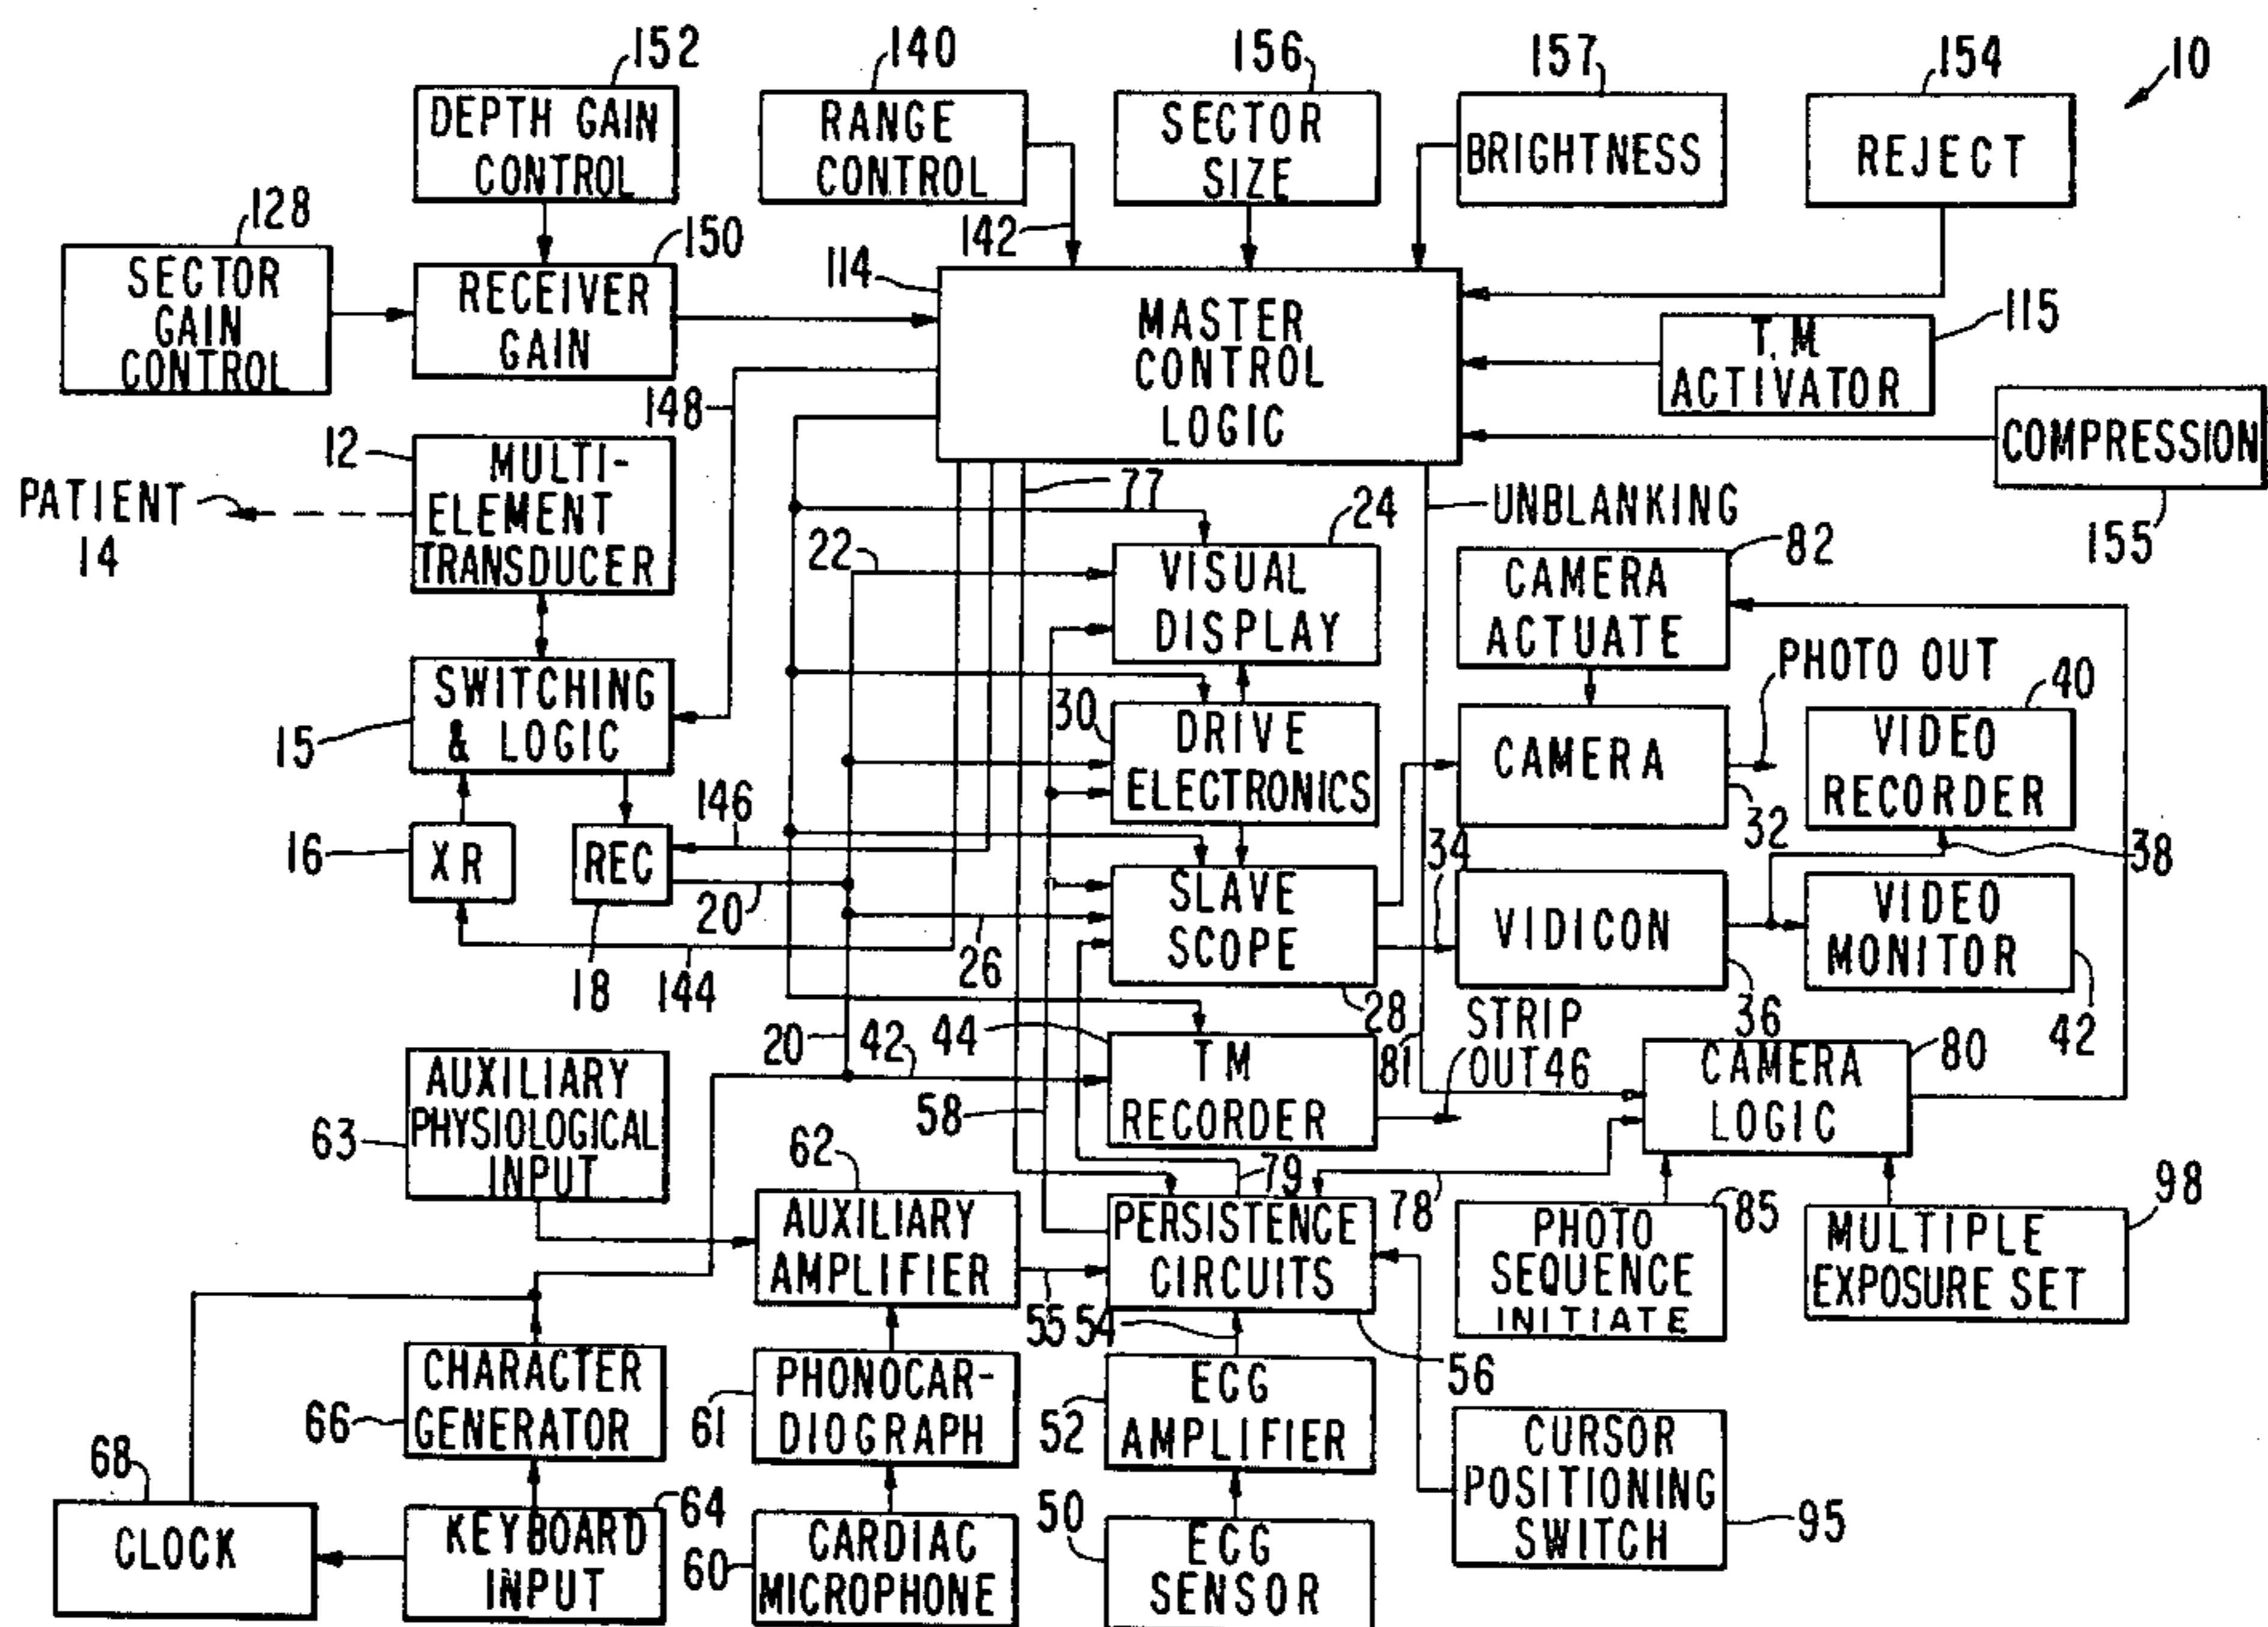 152
140
156
157
154
10
DEPTH GAIN
CONTROL
RANGE
CONTROL
SECTOR
SIZE
BRIGHTNESS
REJECT
128
150
142
114
SECTOR
GAIN
CONTROL
RECEIVER
GAIN
MASTER
CONTROL
LOGIC
115
T.M
ACTIVATOR
148
COMPRESSION
155
12
MULTI-
ELEMENT
TRANSDUCER
PATIENT
14
77
UNBLANKING
22
24
VISUAL
DISPLAY
82
CAMERA
ACTUATE
PHOTO OUT
SWITCHING
& LOGIC
15
30
DRIVE
ELECTRONICS
CAMERA
32
40
VIDEO
RECORDER
38
146
16
XR
REC
18
20
144
26
SLAVE
SCOPE
28
34
VIDICON
36
VIDEO
MONITOR
42
20
42
44
TM
RECORDER
STRIP
OUT46
81
CAMERA
LOGIC
80
AUXILIARY
PHYSIOLOGICAL
INPUT
63
58
62
AUXILIARY
AMPLIFIER
79
78
PERSISTENCE
CIRCUITS
55
54
56
85
PHOTO
SEQUENCE
INITIATE
98
MULTIPLE
EXPOSURE SET
CHARACTER
GENERATOR
66
PHONOCAR-
DIOGRAPH
61
ECG
AMPLIFIER
52
CURSOR
POSITIONING
SWITCH
95
68
CLOCK
64
KEYBOARD
INPUT
60
CARDIAC
MICROPHONE
50
ECG
SENSOR